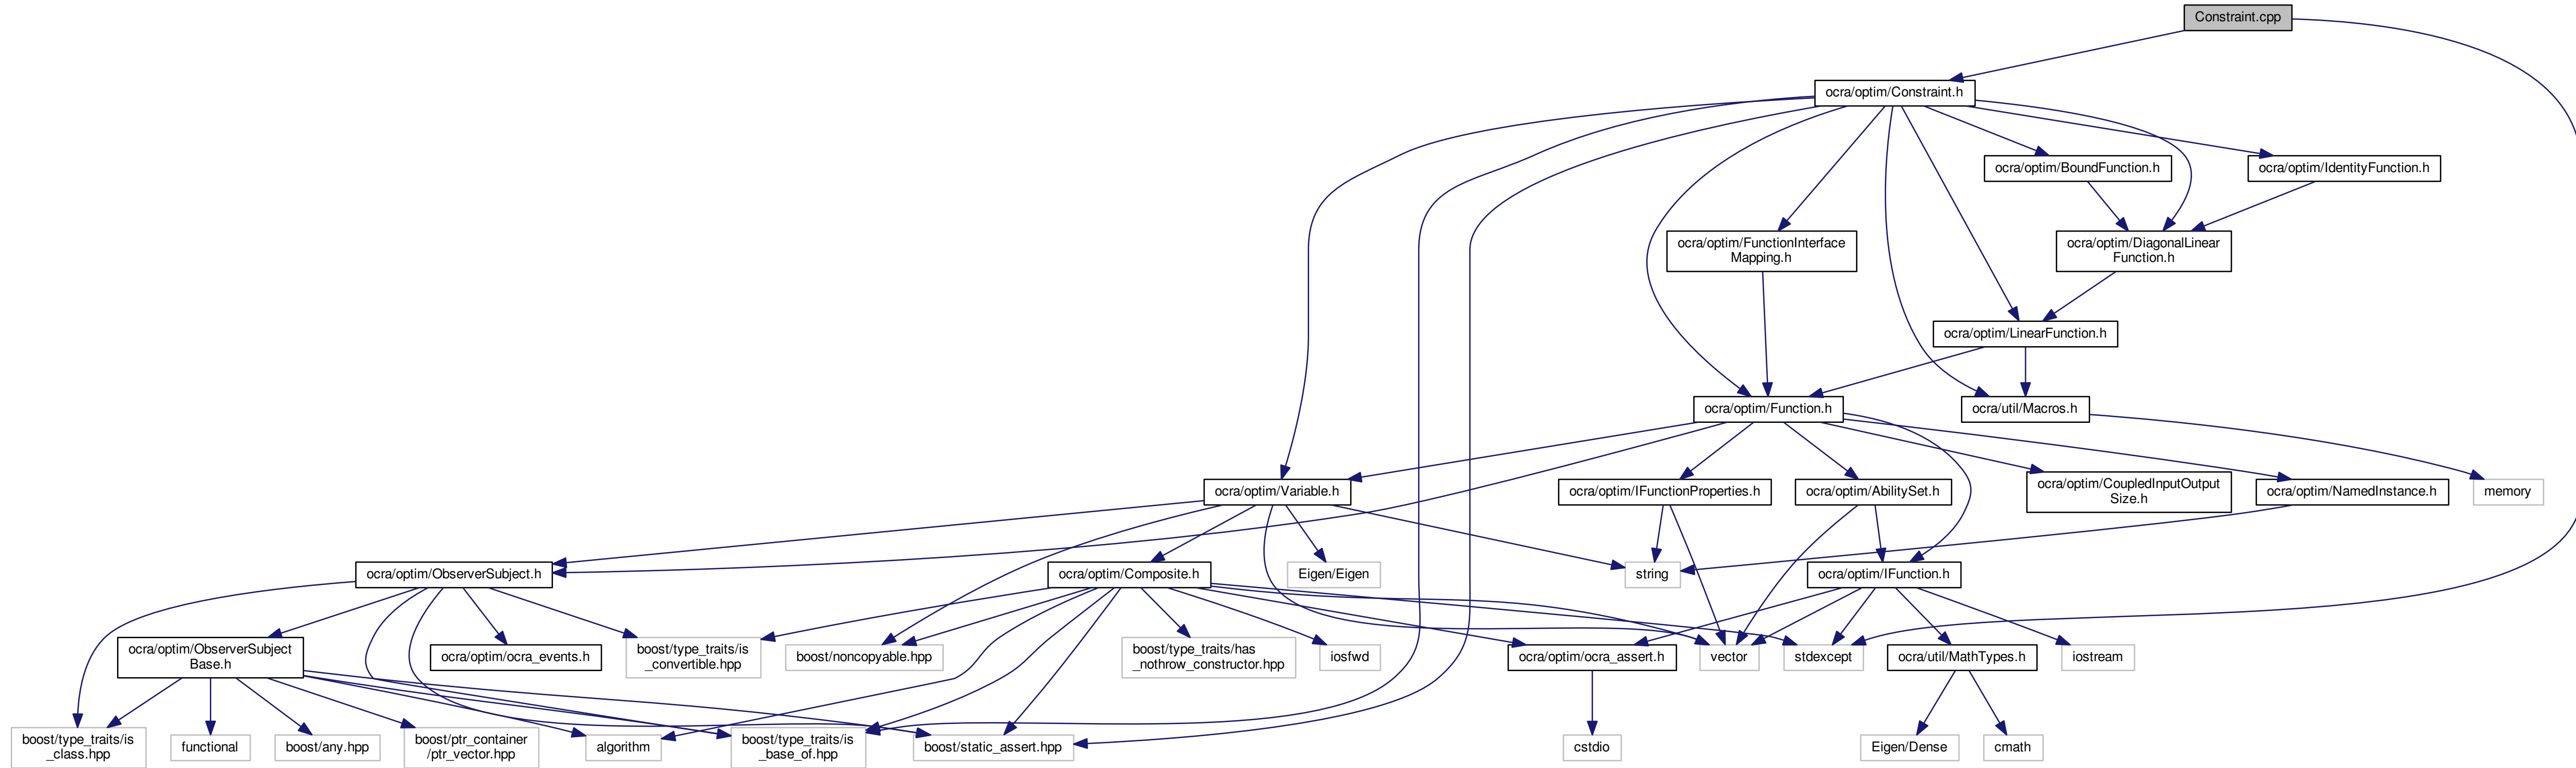 Constraint.cpp
ocra/optim/Constraint.h
ocra/optim/BoundFunction.h
ocra/optim/IdentityFunction.h
ocra/optim/FunctionInterface
Mapping.h
ocra/optim/DiagonalLinear
Function.h
ocra/optim/LinearFunction.h
ocra/optim/Function.h
ocra/util/Macros.h
ocra/optim/Variable.h
ocra/optim/IFunctionProperties.h
ocra/optim/AbilitySet.h
ocra/optim/CoupledInputOutput
Size.h
ocra/optim/NamedInstance.h
memory
ocra/optim/ObserverSubject.h
ocra/optim/Composite.h
Eigen/Eigen
string
ocra/optim/IFunction.h
ocra/optim/ObserverSubject
Base.h
ocra/optim/ocra_events.h
boost/type_traits/is
_convertible.hpp
boost/noncopyable.hpp
boost/type_traits/has
_nothrow_constructor.hpp
iosfwd
ocra/optim/ocra_assert.h
vector
stdexcept
ocra/util/MathTypes.h
iostream
boost/type_traits/is
_class.hpp
functional
boost/any.hpp
boost/ptr_container
/ptr_vector.hpp
algorithm
boost/type_traits/is
_base_of.hpp
boost/static_assert.hpp
cstdio
Eigen/Dense
cmath